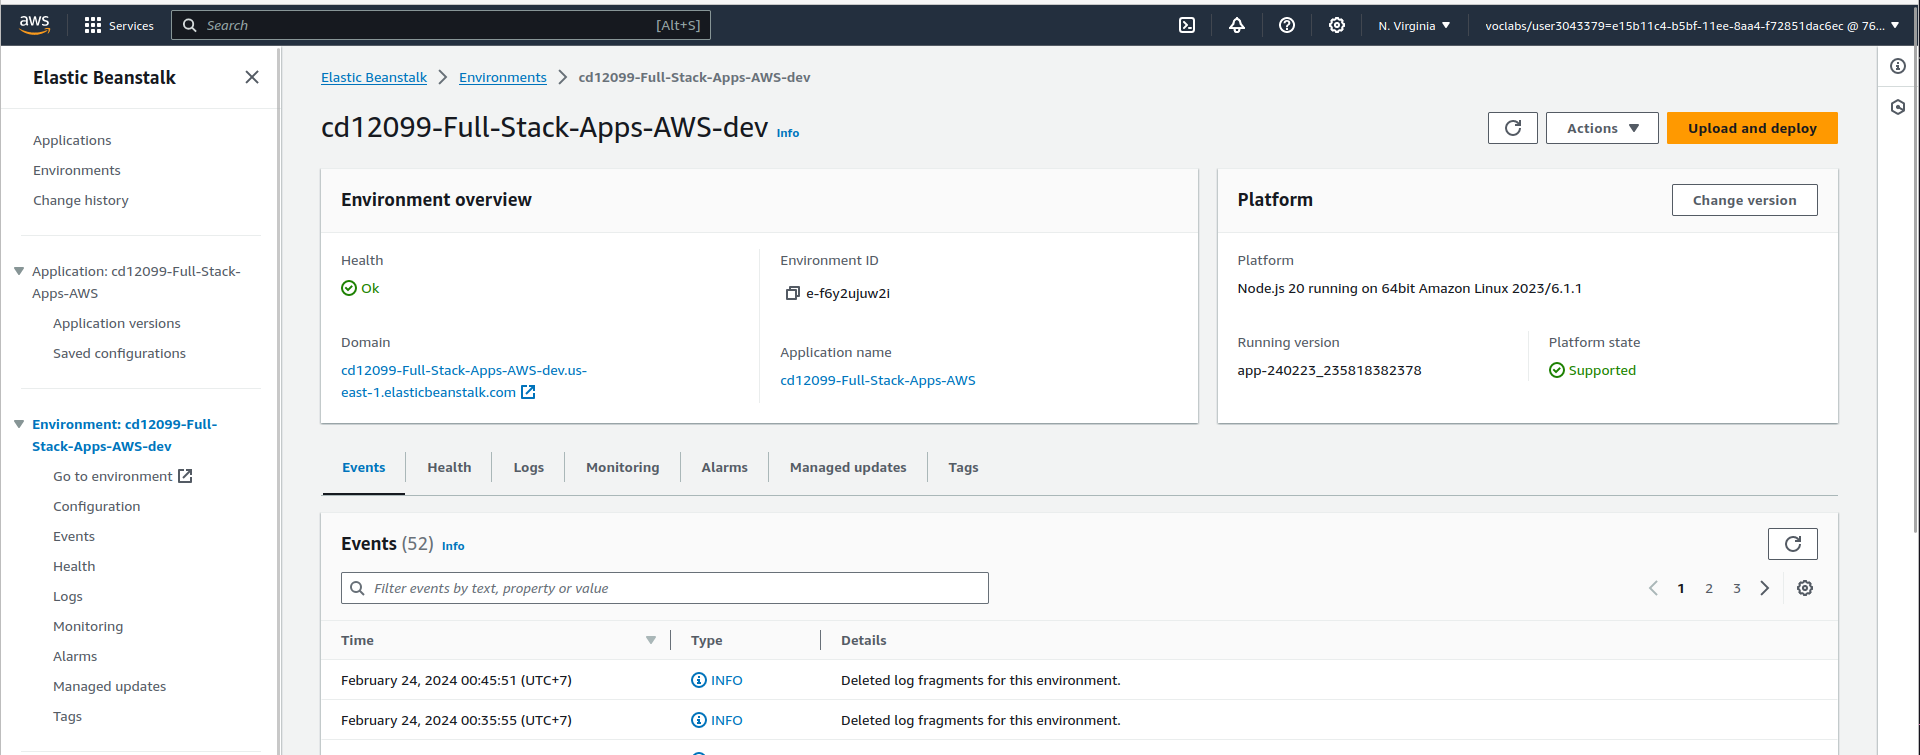 aws
Services
Search
[Alt+S]
N. Virginia
voclabs/user3043379=e15b11c4-b5bf-11ee-8aa4-f72851dac6ec @ 76...
Elastic Beanstalk
Applications
Environments
Change history
Application: cd12099-Full-Stack-
Apps-AWS
Application versions
Saved configurations
Environment: cd12099-Full-
Stack-Apps-AWS-dev
Go to environment
Configuration
Events
Health
Logs
Monitoring
Alarms
Managed updates
Tags
Elastic Beanstalk
Environments
cd12099-Full-Stack-Apps-AWS-dev
cd12099-Full-Stack-Apps-AWS-dev Info
Actions
Upload and deploy
Environment overview
Health
Ok
Domain
cd12099-Full-Stack-Apps-AWS-dev.us-
east-1.elasticbeanstalk.com
Environment ID
e-f6y2ujuw2i
Application name
cd12099-Full-Stack-Apps-AWS
Platform
Change version
Platform
Node.js 20 running on 64bit Amazon Linux 2023/6.1.1
Running version
app-240223_235818382378
Platform state
Supported
Events
Health
Logs
Monitoring
Alarms
Managed updates
Tags
Events (52) Info
Filter events by text, property or value
1 2 3
Time
Type
Details
February 24, 2024 00:45:51 (UTC+7)
INFO
Deleted log fragments for this environment.
February 24, 2024 00:35:55 (UTC+7)
INFO
Deleted log fragments for this environment.